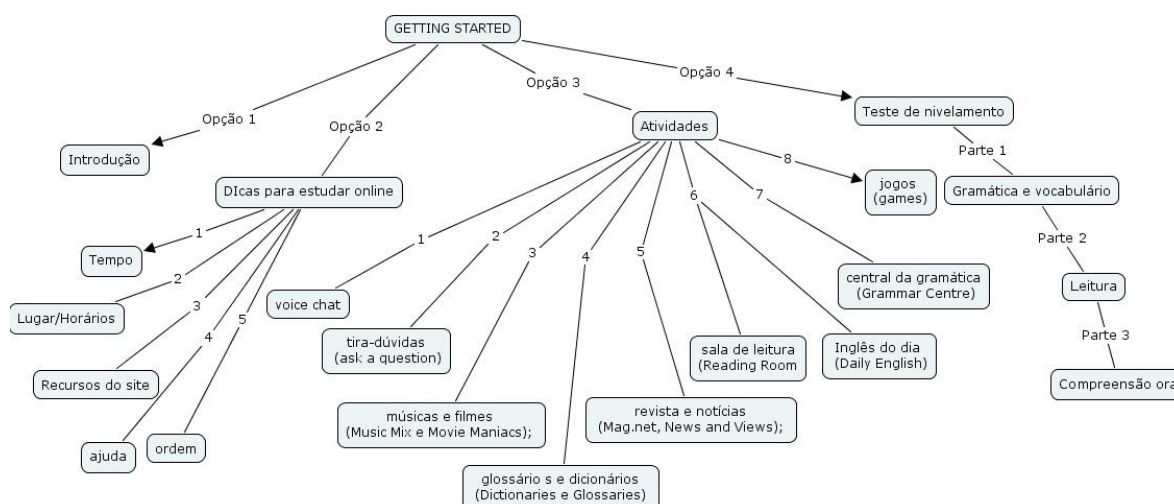 GETTING STARTED
Opção 1
Opção 2
Opção 3
Opção 4
Introdução
DIcas para estudar online
1
Tempo
2
Lugar/Horários
3
Recursos do site
4
ajuda
5
ordem
Atividades
1
voice chat
2
tira-dúvidas
(ask a question)
3
músicas e filmes
(Music Mix e Movie Maniacs);
4
glossário s e dicionários
(Dictionaries e Glossaries)
5
revista e notícias
(Mag.net, News and Views);
6
sala de leitura
(Reading Room
Inglês do dia
(Daily English)
7
central da gramática
(Grammar Centre)
8
jogos
(games)
Teste de nivelamento
Parte 1
Gramática e vocabulário
Parte 2
Leitura
Parte 3
Compreensão ora